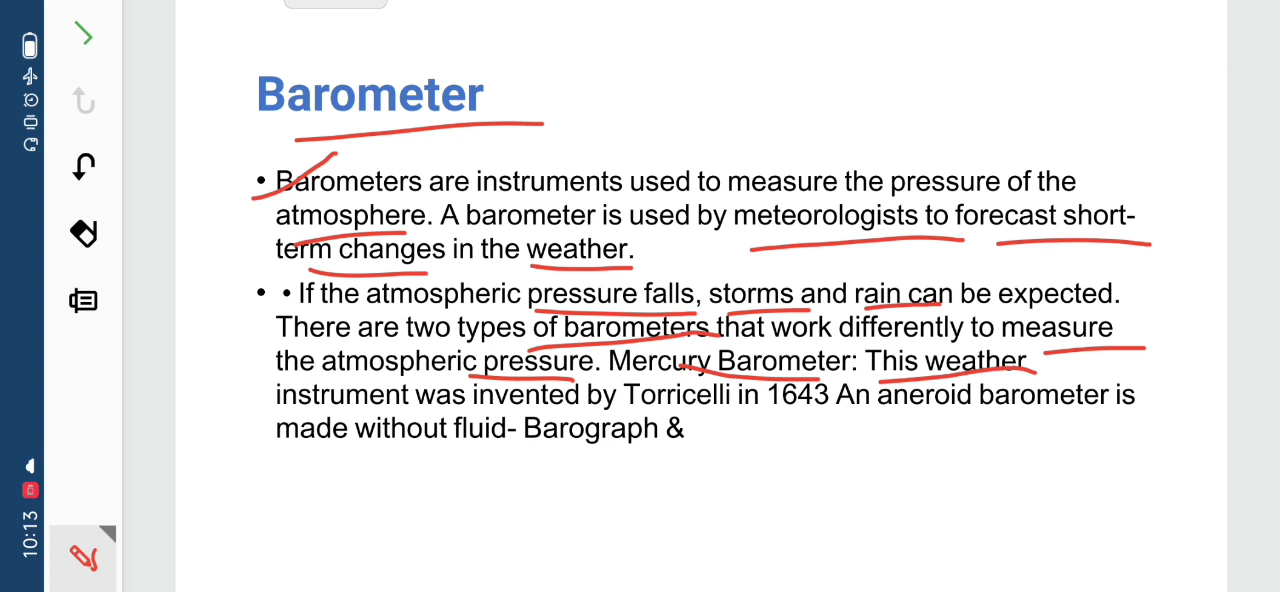 Barometer
• Barometers are instruments used to measure the pressure of the
atmosphere. A barometer is used by meteorologists to forecast short-
term changes in the weather.
• • If the atmospheric pressure falls, storms and rain can be expected.
There are two types of barometers that work differently to measure
the atmospheric pressure. Mercury Barometer: This weather
instrument was invented by Torricelli in 1643 An aneroid barometer is
made without fluid- Barograph &
10:13